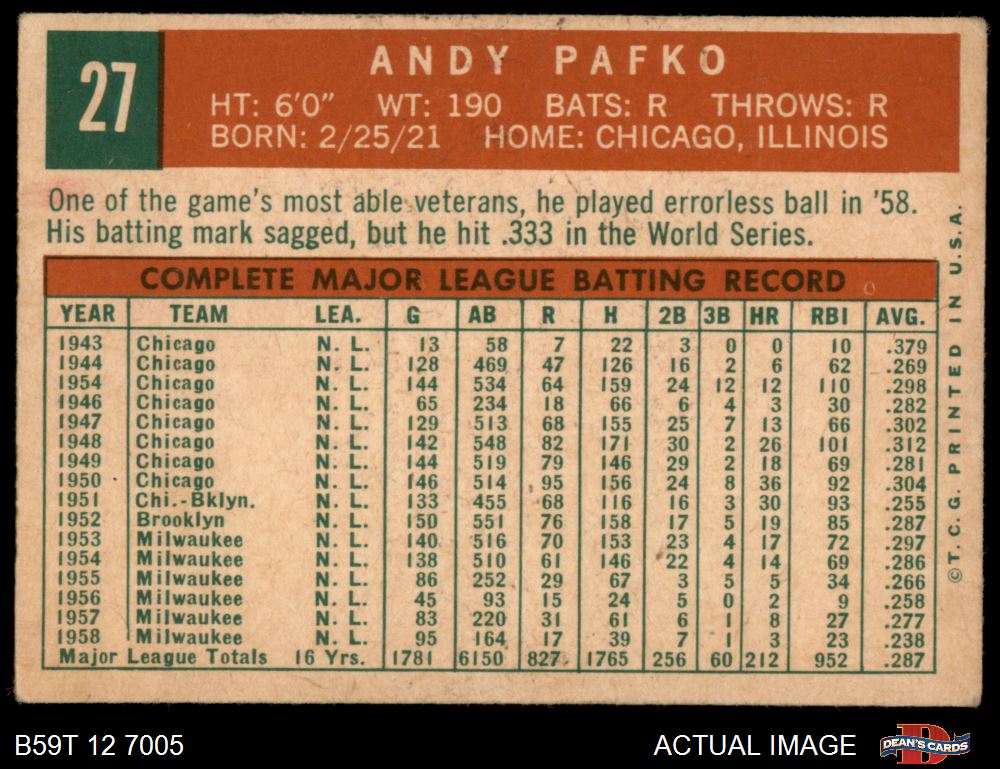 27
ANDY PAFKO
HT: 6'0" WT: 190 BATS: R THROWS: R
BORN: 2/25/21 HOME: CHICAGO, ILLINOIS
One of the game's most able veterans, he played errorless ball in '58.
His batting mark sagged, but he hit .333 in the World Series.
COMPLETE MAJOR LEAGUE BATTING RECORD
YEAR TEAM LEA. G AB R H 2B 3B HR RBI AVG.
1943 Chicago N. L. 13 58 7 22 3 0 0 10 .379
1944 Chicago N. L. 128 469 47 126 16 2 6 62 .269
1954 Chicago N. L. 144 534 64 159 24 12 12 110 .298
1946 Chicago N. L. 65 234 18 66 6 4 3 30 .282
1947 Chicago N. L. 129 513 68 155 25 7 13 66 .302
1948 Chicago N. L. 142 548 82 171 30 2 26 101 .312
1949 Chicago N. L. 144 519 79 146 29 2 18 69 .281
1950 Chicago N. L. 146 514 95 156 24 8 36 92 .304
1951 Chi.-Bklyn. N. L. 133 455 68 116 16 3 30 93 .255
1952 Brooklyn N. L. 150 551 76 158 17 5 19 85 .287
1953 Milwaukee N. L. 140 516 70 153 23 4 17 72 .297
1954 Milwaukee N. L. 138 510 61 146 22 4 14 69 .286
1955 Milwaukee N. L. 86 252 29 67 3 5 5 34 .266
1956 Milwaukee N. L. 45 93 15 24 5 0 2 9 .258
1957 Milwaukee N. L. 83 220 31 61 6 1 8 27 .277
1958 Milwaukee N. L. 95 164 17 39 7 1 3 23 .238
Major League Totals 16 Yrs. 1781 6150 827 1765 256 60 212 952 .287
©T.C.G. PRINTED IN U.S.A.
B59T 12 7005
ACTUAL IMAGE
D
DEAN'S CARDS